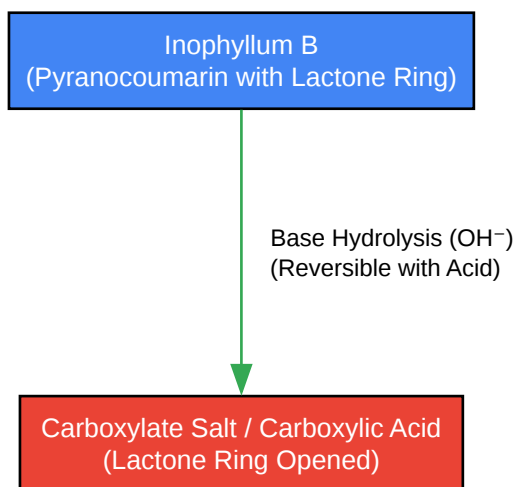 Inophyllum B
(Pyranocoumarin with Lactone Ring)
Base Hydrolysis (OH⁻)
(Reversible with Acid)
Carboxylate Salt / Carboxylic Acid
(Lactone Ring Opened)